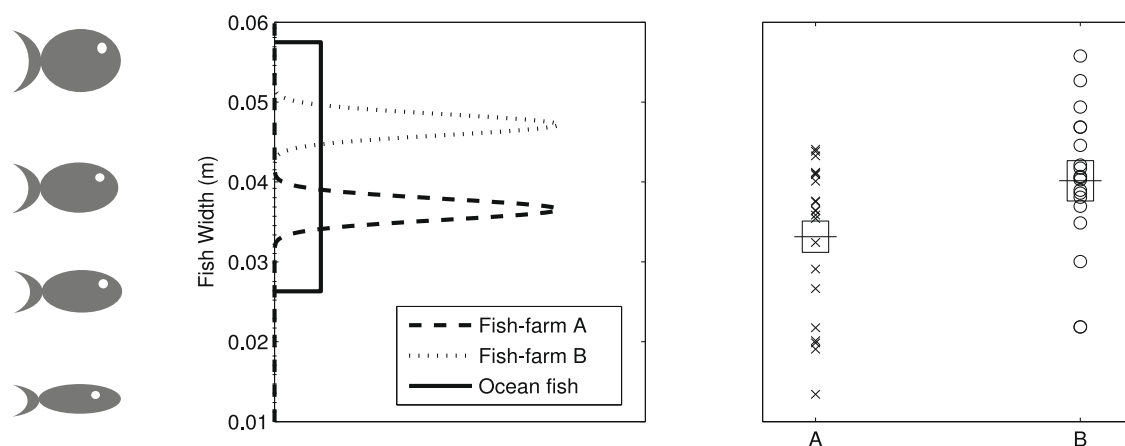 0.06
0.05
0.04
0.03
0.02
0.01
Fish Width (m)
Fish-farm A
Fish-farm B
Ocean fish
A
B